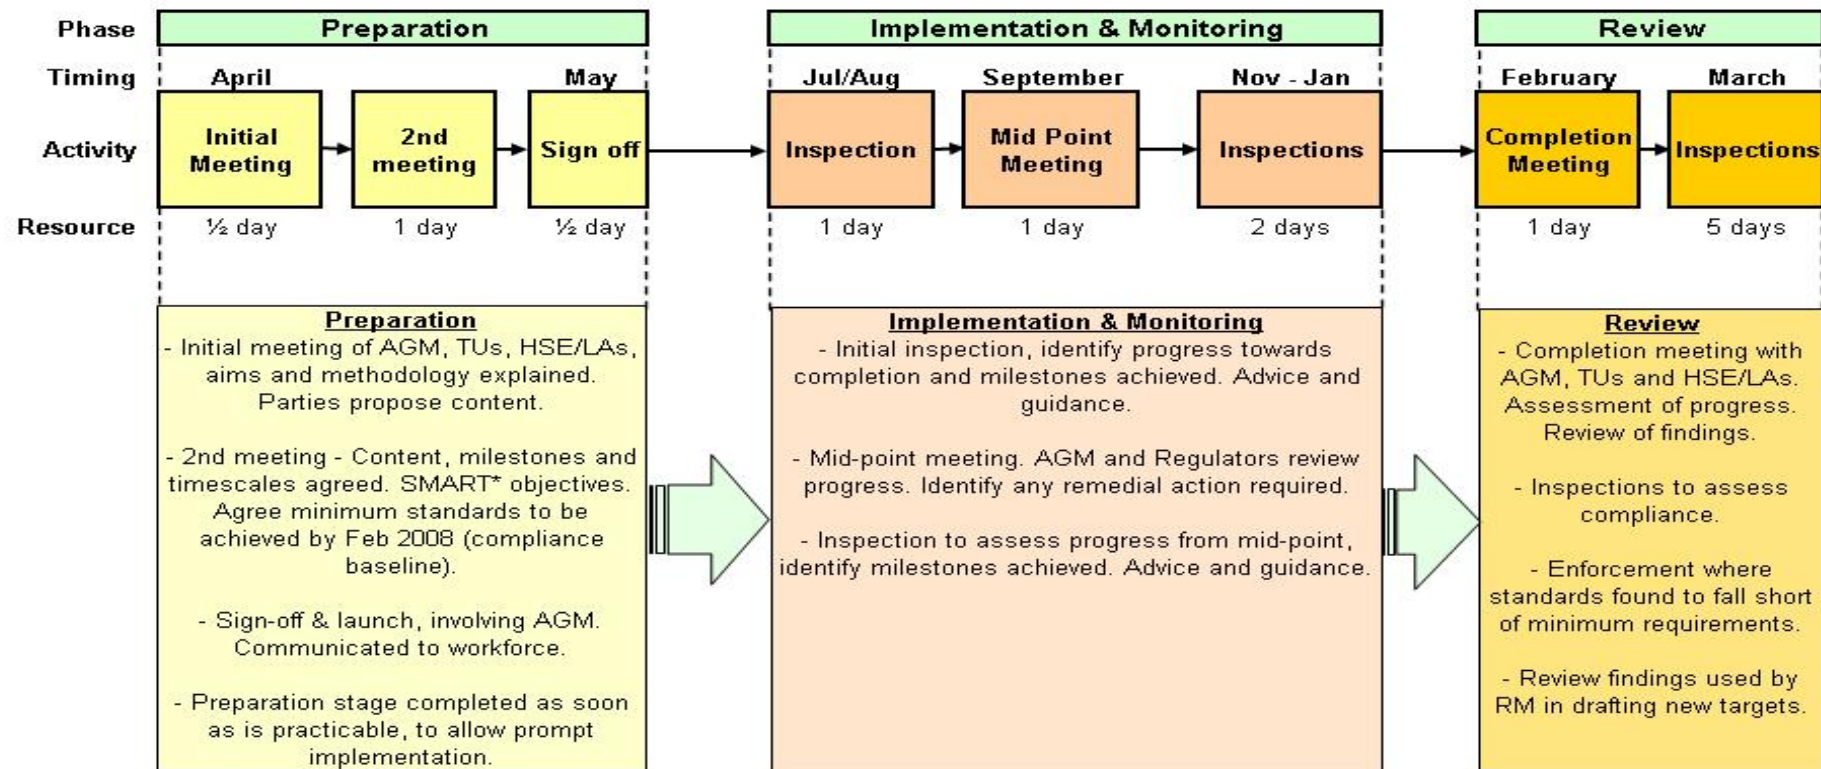 Phase Preparation Implementation & Monitoring Review
Timing April May Jul/Aug September Nov - Jan February March
Activity
Initial
Meeting
2nd
meeting
Sign off
Inspection
Mid Point
Meeting
Inspections
Completion
Meeting
Inspections
Resource ½ day 1 day ½ day 1 day 1 day 2 days 1 day 5 days
Preparation
- Initial meeting of AGM, TUs, HSE/LAs,
aims and methodology explained.
Parties propose content.
- 2nd meeting - Content, milestones and
timescales agreed. SMART* objectives.
Agree minimum standards to be
achieved by Feb 2008 (compliance
baseline).
- Sign-off & launch, involving AGM.
Communicated to workforce.
- Preparation stage completed as soon
as is practicable, to allow prompt
implementation.
Implementation & Monitoring
- Initial inspection, identify progress towards
completion and milestones achieved. Advice and
guidance.
- Mid-point meeting. AGM and Regulators review
progress. Identify any remedial action required.
- Inspection to assess progress from mid-point,
identify milestones achieved. Advice and guidance.
Review
- Completion meeting with
AGM, TUs and HSE/LAs.
Assessment of progress.
Review of findings.
- Inspections to assess
compliance.
- Enforcement where
standards found to fall short
of minimum requirements.
- Review findings used by
RM in drafting new targets.